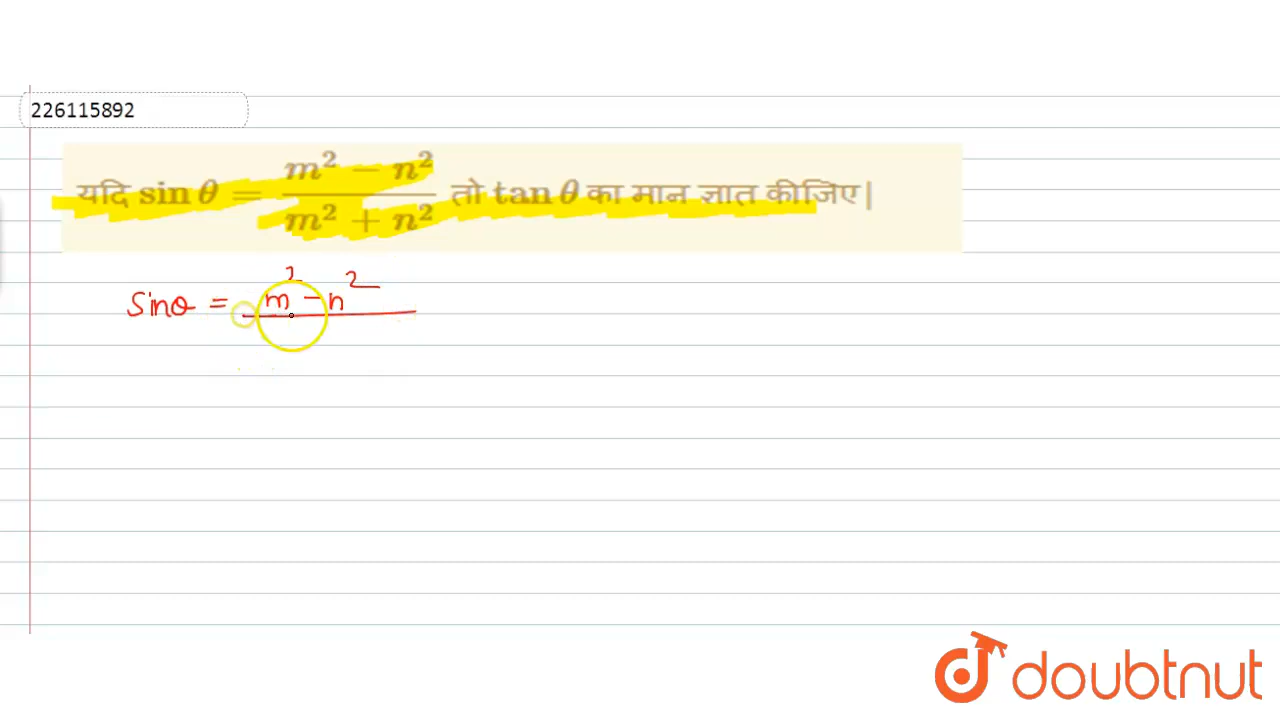 226115892
यदि sin θ = (m² − n²)/(m² + n²) तो tan θ का मान ज्ञात कीजिए|
Sinθ = m² − n²
doubtnut